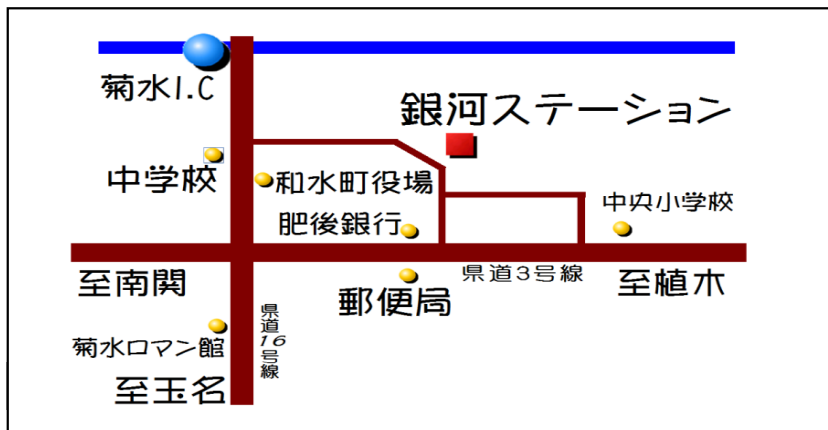 菊水I.C
銀河ステーション
中学校
和水町役場
中央小学校
肥後銀行
県道3号線
至南関
至植木
郵便局
県道16号線
菊水ロマン館
至玉名